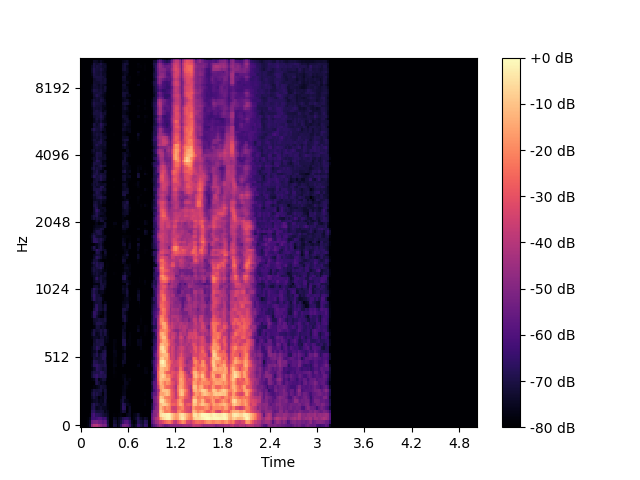 +0 dB
8192
-10 dB
4096
-20 dB
-30 dB
2048
Hz
-40 dB
1024
-50 dB
-60 dB
512
-70 dB
0
-80 dB
0 0.6 1.2 1.8 2.4 3 3.6 4.2 4.8
Time